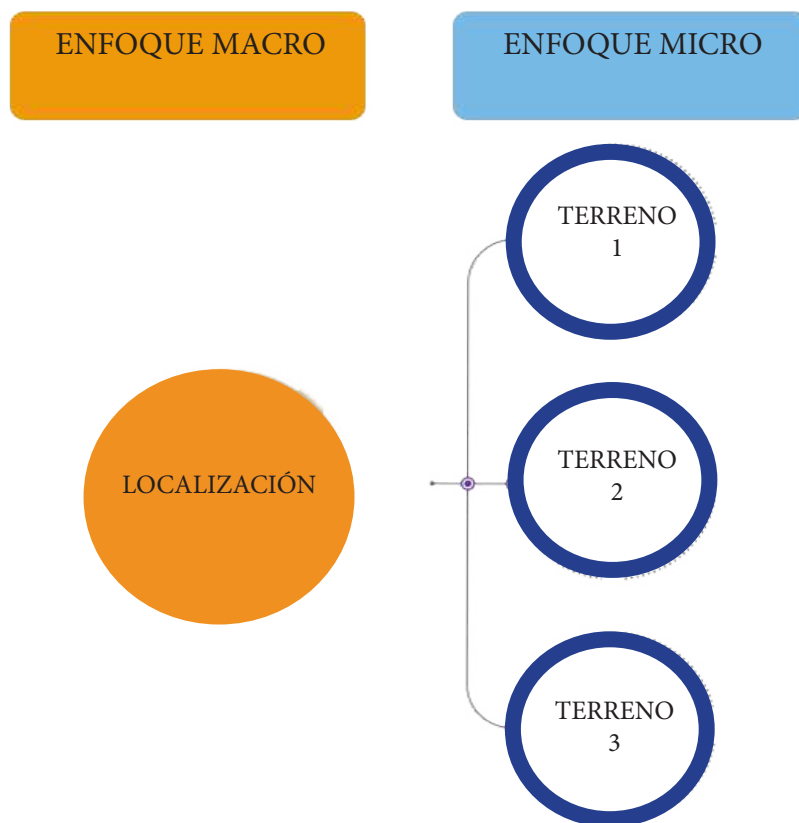 ENFOQUE MACRO
ENFOQUE MICRO
TERRENO
1
LOCALIZACIÓN
TERRENO
2
TERRENO
3